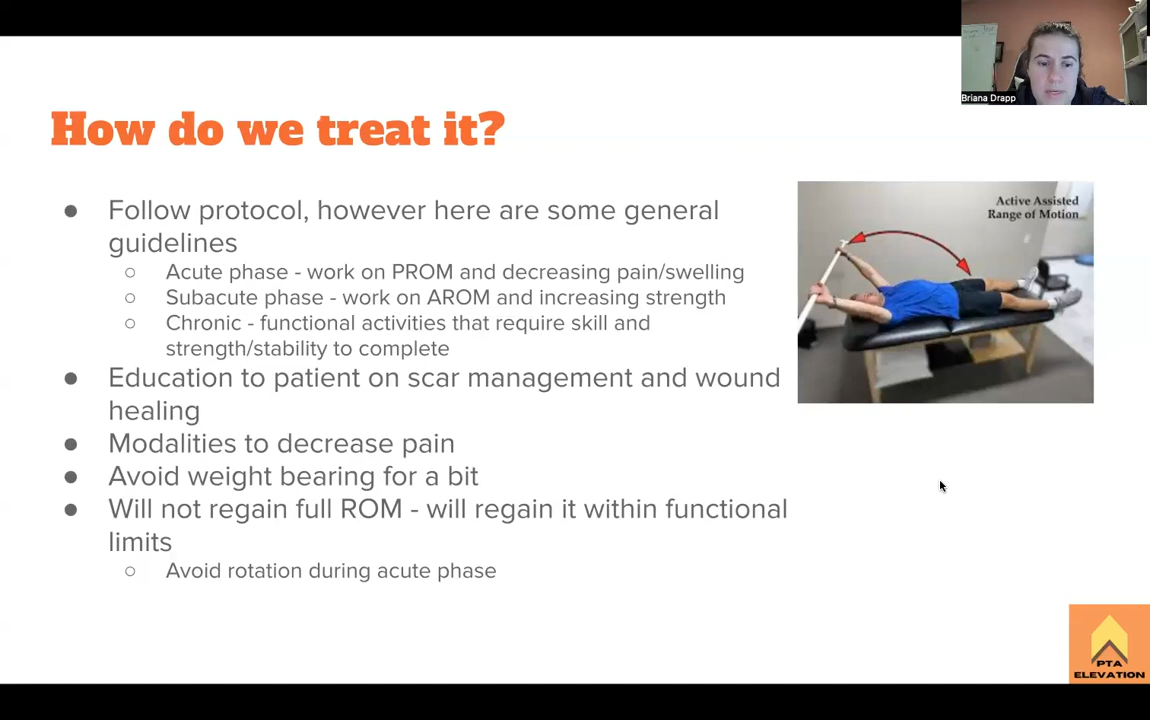 Briana Drapp
How do we treat it?
● Follow protocol, however here are some general
guidelines
○ Acute phase - work on PROM and decreasing pain/swelling
○ Subacute phase - work on AROM and increasing strength
○ Chronic - functional activities that require skill and
strength/stability to complete
● Education to patient on scar management and wound
healing
● Modalities to decrease pain
● Avoid weight bearing for a bit
● Will not regain full ROM - will regain it within functional
limits
○ Avoid rotation during acute phase
Active Assisted
Range of Motion
PTA
ELEVATION